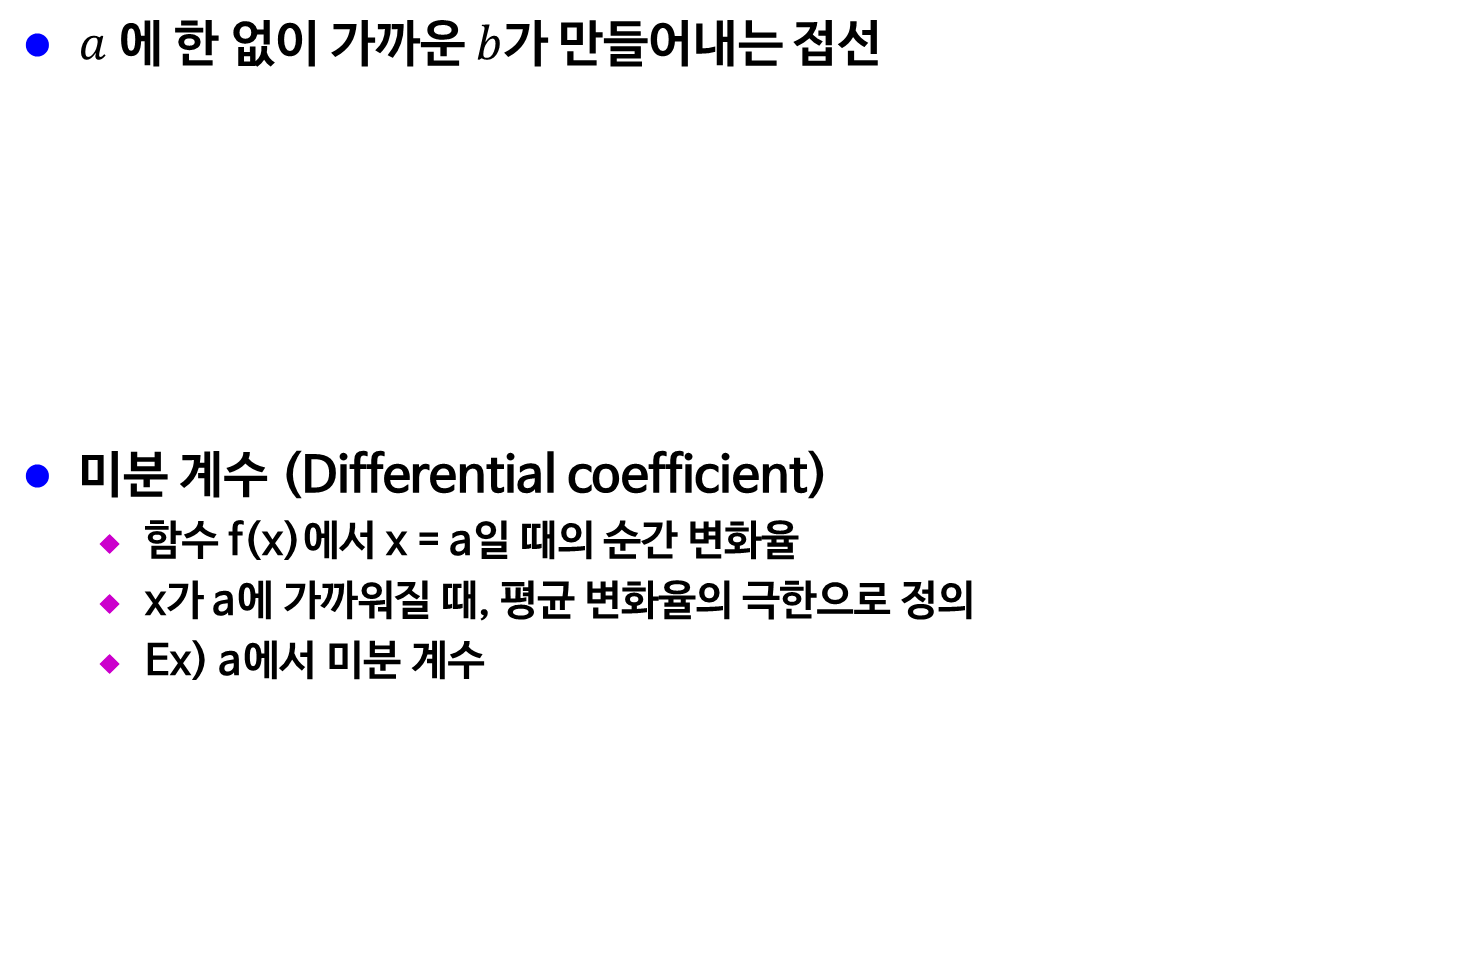 ● a 에 한 없이 가까운 b가 만들어내는 접선
● 미분 계수 (Differential coefficient)
◆ 함수 f(x)에서 x = a일 때의 순간 변화율
◆ x가 a에 가까워질 때, 평균 변화율의 극한으로 정의
◆ Ex) a에서 미분 계수